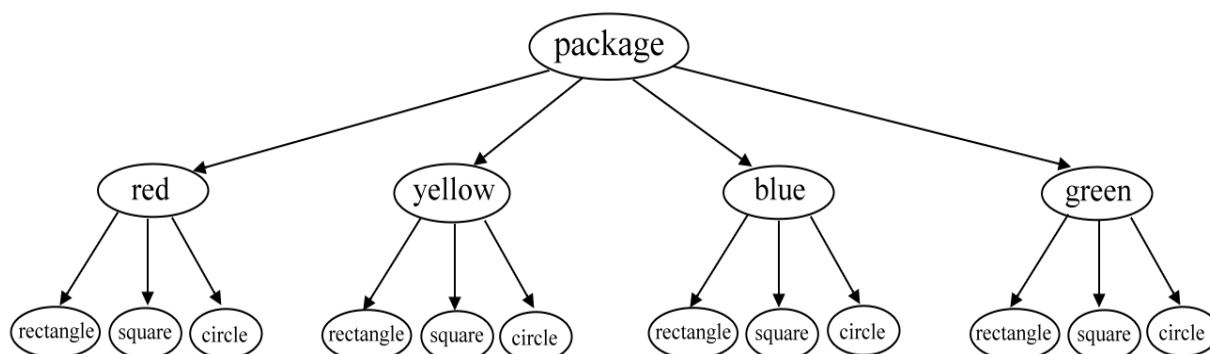 package
red yellow blue green
rectangle square circle rectangle square circle rectangle square circle rectangle square circle